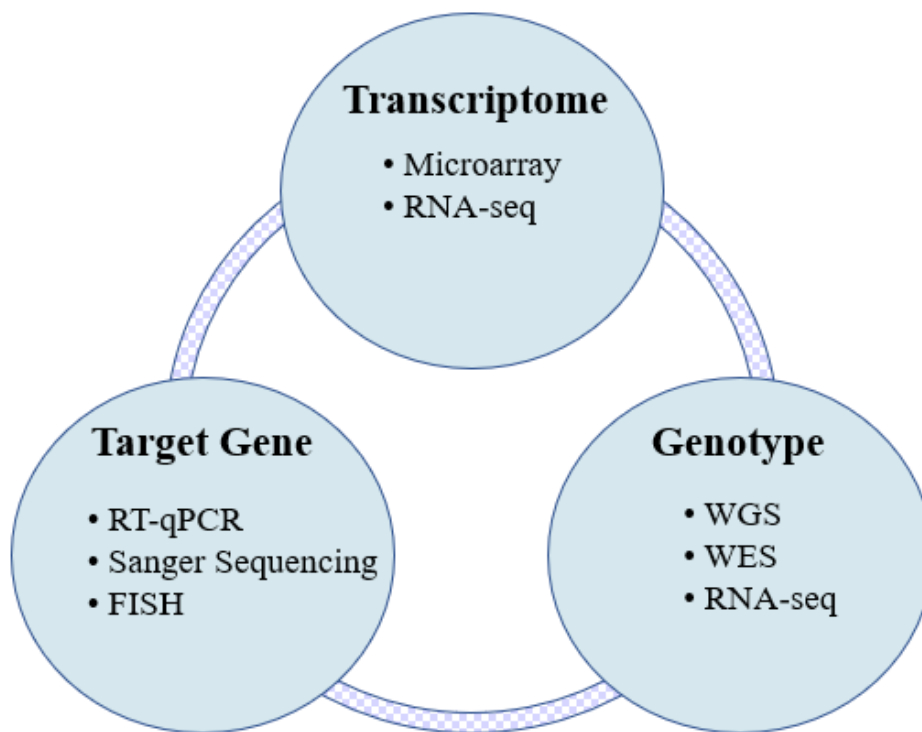 Transcriptome
• Microarray
• RNA-seq
Target Gene
• RT-qPCR
• Sanger Sequencing
• FISH
Genotype
• WGS
• WES
• RNA-seq